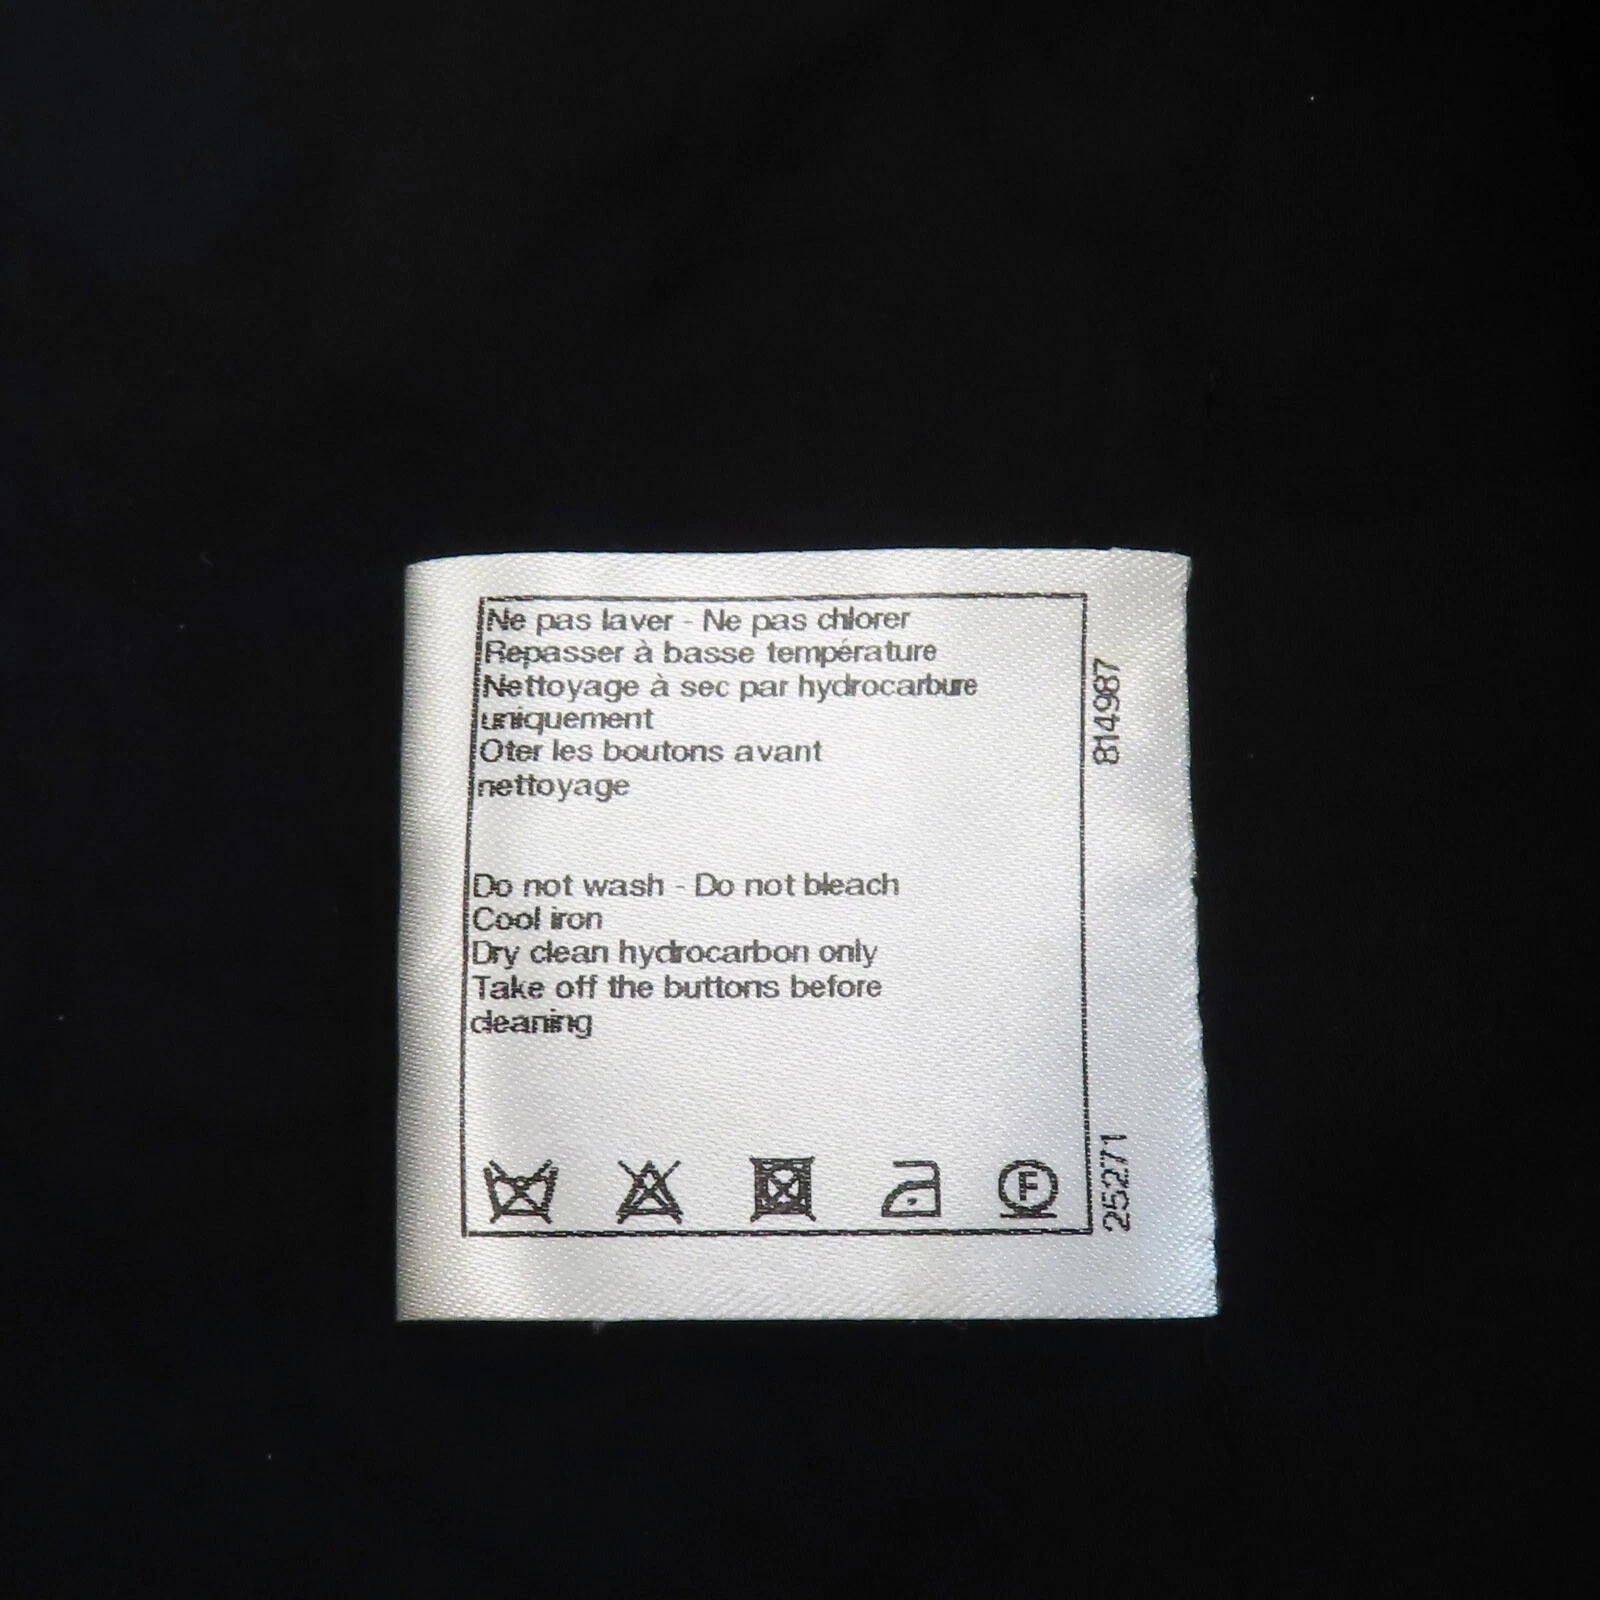 Ne pas laver - Ne pas chlorer
Repasser à basse température
Nettoyage à sec par hydrocarbure
uniquement
Oter les boutons avant
nettoyage
Do not wash - Do not bleach
Cool iron
Dry clean hydrocarbon only
Take off the buttons before
cleaning
F
814987
25271